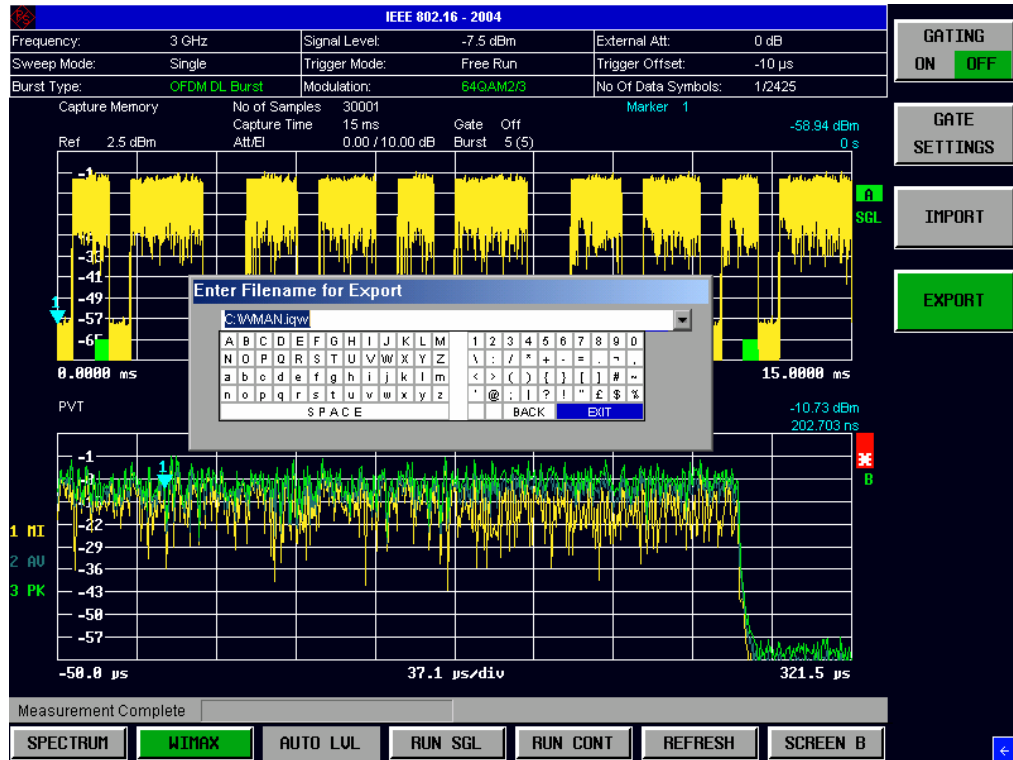 IEEE 802.16 - 2004
Frequency: 3 GHz Signal Level: -7.5 dBm External Att: 0 dB
Sweep Mode: Single Trigger Mode: Free Run Trigger Offset: -10 µs
Burst Type: OFDM DL Burst Modulation: 64QAM2/3 No Of Data Symbols: 1/2425
Capture Memory No of Samples 30001 Marker 1
Capture Time 15 ms Gate Off -58.94 dBm
Ref 2.5 dBm Att/El 0.00 / 10.00 dB Burst 5 (5) 0 s
A
SGL
-41
-49
1
-57
Enter Filename for Export
C:\WMAN.iqw
A B C D E F G H I J K L M 1 2 3 4 5 6 7 8 9 0
N O P Q R S T U V W X Y Z \ : / * + - = . ¬ ,
a b c d e f g h i j k l m < > ( ) { } [ ] # ~
n o p q r s t u v w x y z ' @ ; | ? ! " £ $ %
SPACE BACK EXIT
0.0000 ms 15.0000 ms
PVT -10.73 dBm
202.703 ns
-1
1
B
-22
-29
-36
-43
-50
-57
1 MI
2 AV
3 PK
-50.0 µs 37.1 µs/div 321.5 µs
Measurement Complete
SPECTRUM WIMAX AUTO LVL RUN SGL RUN CONT REFRESH SCREEN B
GATING
ON OFF
GATE
SETTINGS
IMPORT
EXPORT